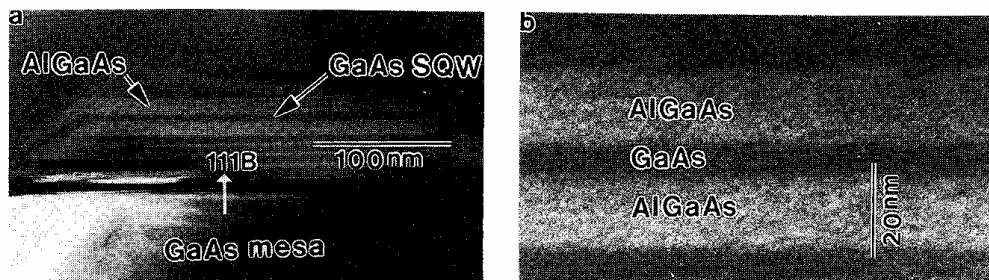 a
AlGaAs
GaAs SQW
111B
100nm
GaAs mesa
b
AlGaAs
GaAs
AlGaAs
20nm